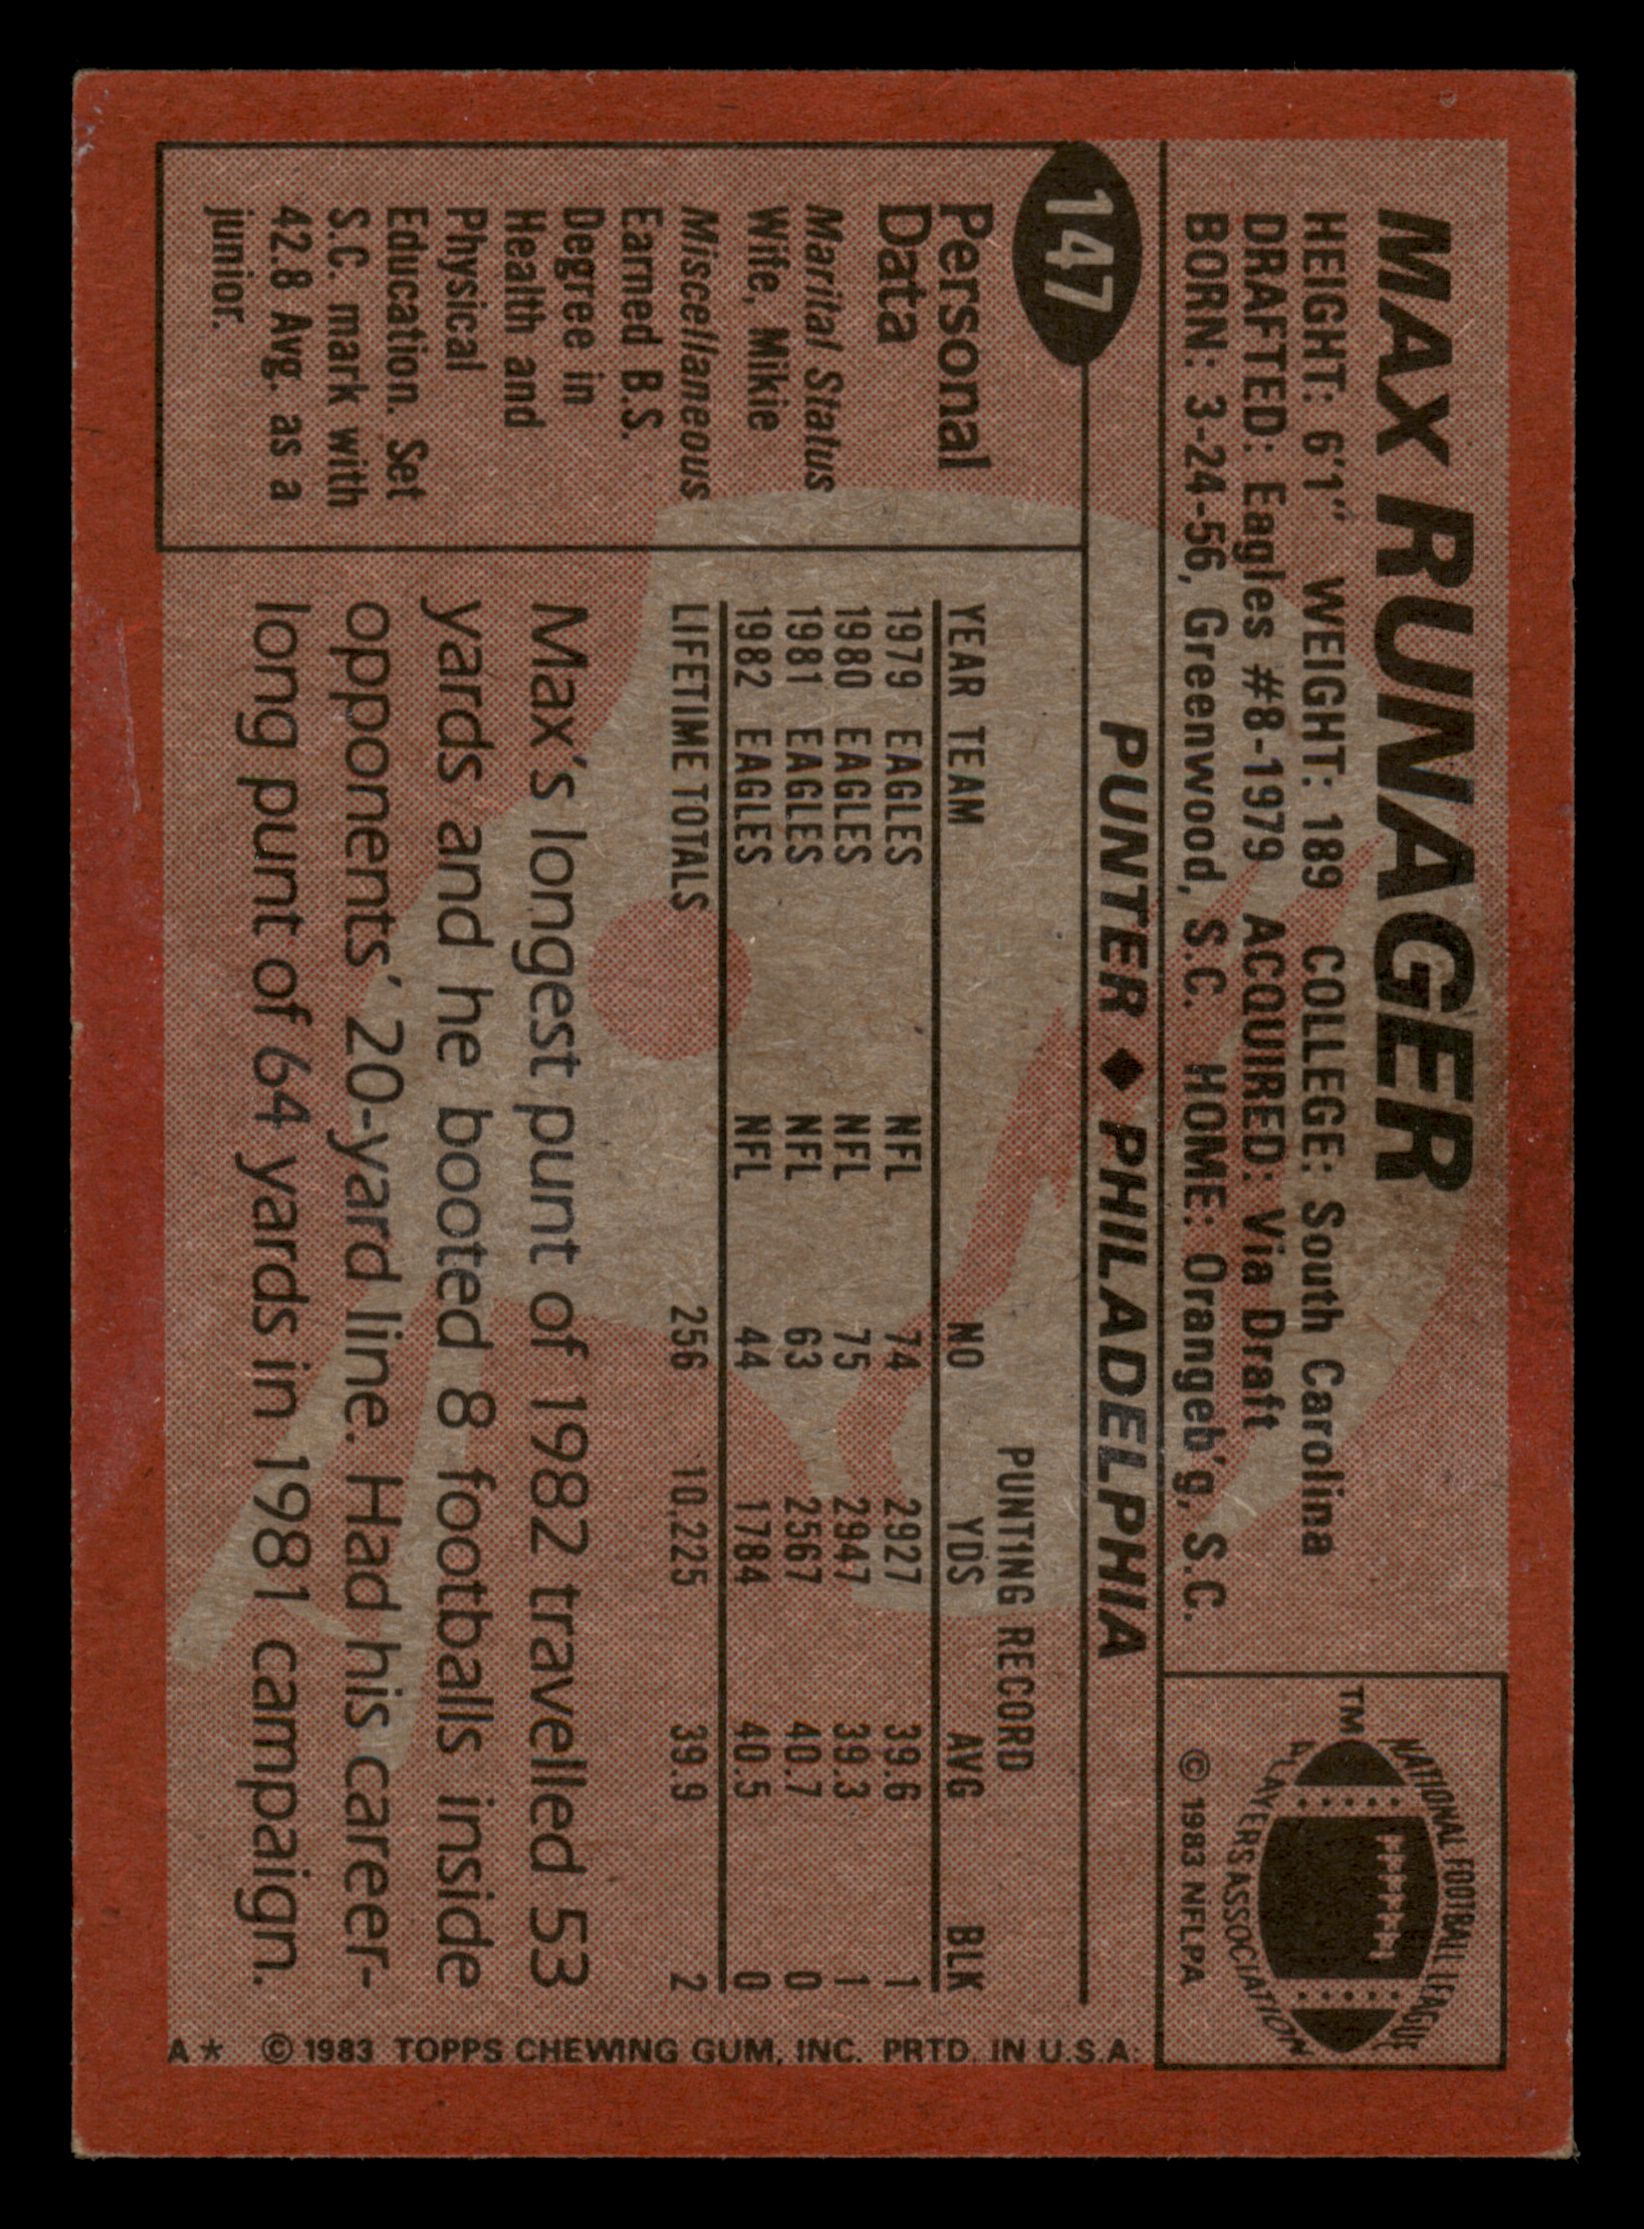 MAX RUNAGER
HEIGHT: 6'1" WEIGHT: 189 COLLEGE: South Carolina
DRAFTED: Eagles #8-1979 ACQUIRED: Via Draft
BORN: 3-24-56, Greenwood, S.C. HOME: Orangeb'g, S.C.
NATIONAL FOOTBALL LEAGUE
PLAYERS ASSOCIATION
TM
© 1983 NFLPA
147
PUNTER ◆ PHILADELPHIA
Personal
Data
Marital Status
Wife, Mikie
Miscellaneous
Earned B.S.
Degree in
Health and
Physical
Education. Set
S.C. mark with
42.8 Avg. as a
junior.
PUNTING RECORD
YEAR TEAM NO YDS AVG BLK
1979 EAGLES NFL 74 2927 39.6 1
1980 EAGLES NFL 75 2947 39.3 1
1981 EAGLES NFL 63 2567 40.7 0
1982 EAGLES NFL 44 1784 40.5 0
LIFETIME TOTALS 256 10,225 39.9 2
Max's longest punt of 1982 travelled 53
yards and he booted 8 footballs inside
opponents' 20-yard line. Had his career-
long punt of 64 yards in 1981 campaign.
A* © 1983 TOPPS CHEWING GUM, INC. PRTD. IN U.S.A.